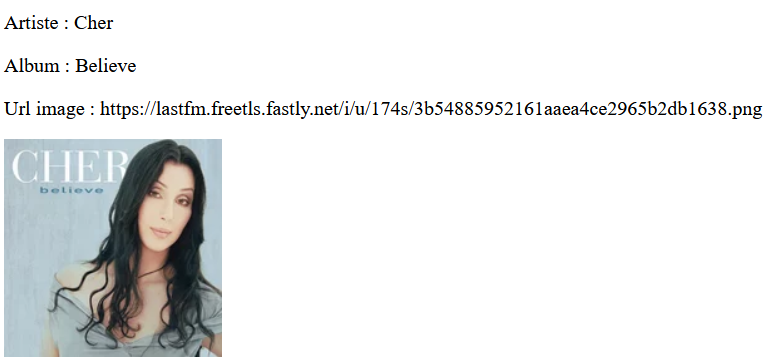 Artiste : Cher
Album : Believe
Url image : https://lastfm.freetls.fastly.net/i/u/174s/3b54885952161aaea4ce2965b2db1638.png
CHER
believe